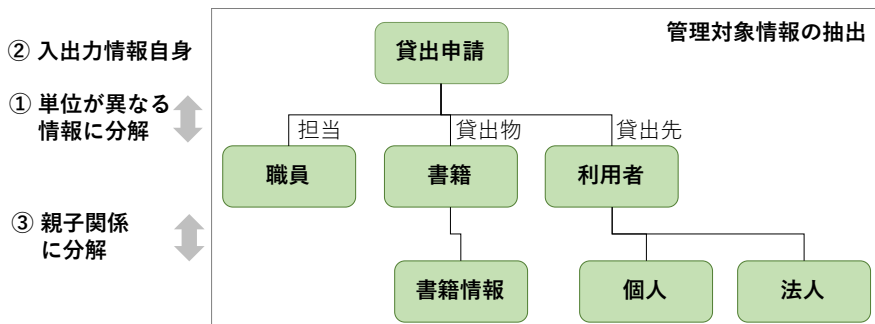 管理対象情報の抽出
② 入出力情報自身
貸出申請
① 単位が異なる
情報に分解
担当
貸出物
貸出先
職員
書籍
利用者
③ 親子関係
に分解
書籍情報
個人
法人